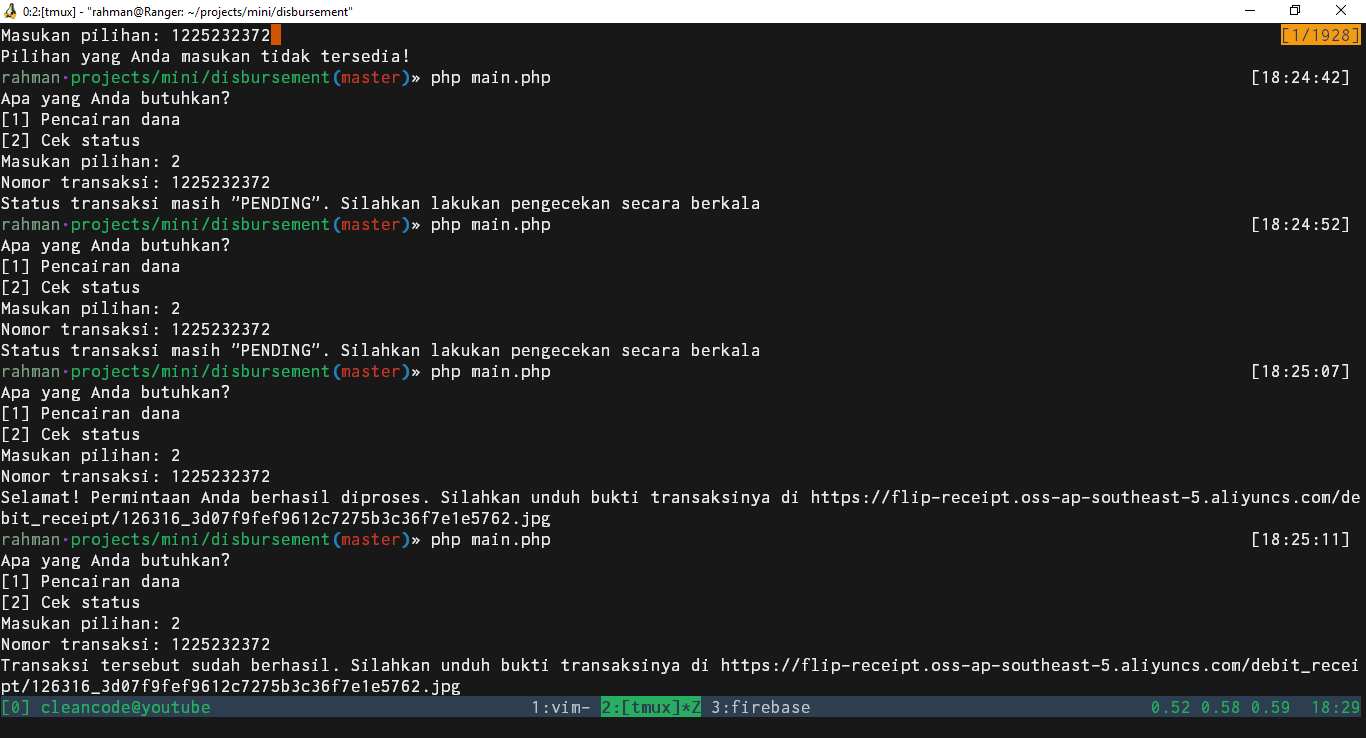 0:2:[tmux] - "rahman@Ranger: ~/projects/mini/disbursement"
Masukan pilihan: 1225232372 [1/1928]
Pilihan yang Anda masukan tidak tersedia!
rahman·projects/mini/disbursement(master)» php main.php [18:24:42]
Apa yang Anda butuhkan?
[1] Pencairan dana
[2] Cek status
Masukan pilihan: 2
Nomor transaksi: 1225232372
Status transaksi masih ”PENDING”. Silahkan lakukan pengecekan secara berkala
rahman·projects/mini/disbursement(master)» php main.php [18:24:52]
Apa yang Anda butuhkan?
[1] Pencairan dana
[2] Cek status
Masukan pilihan: 2
Nomor transaksi: 1225232372
Status transaksi masih ”PENDING”. Silahkan lakukan pengecekan secara berkala
rahman·projects/mini/disbursement(master)» php main.php [18:25:07]
Apa yang Anda butuhkan?
[1] Pencairan dana
[2] Cek status
Masukan pilihan: 2
Nomor transaksi: 1225232372
Selamat! Permintaan Anda berhasil diproses. Silahkan unduh bukti transaksinya di https://flip-receipt.oss-ap-southeast-5.aliyuncs.com/de
bit_receipt/126316_3d07f9fef9612c7275b3c36f7e1e5762.jpg
rahman·projects/mini/disbursement(master)» php main.php [18:25:11]
Apa yang Anda butuhkan?
[1] Pencairan dana
[2] Cek status
Masukan pilihan: 2
Nomor transaksi: 1225232372
Transaksi tersebut sudah berhasil. Silahkan unduh bukti transaksinya di https://flip-receipt.oss-ap-southeast-5.aliyuncs.com/debit_recei
pt/126316_3d07f9fef9612c7275b3c36f7e1e5762.jpg
[0] cleancode@youtube 1:vim- 2:[tmux]*Z 3:firebase 0.52 0.58 0.59 18:29